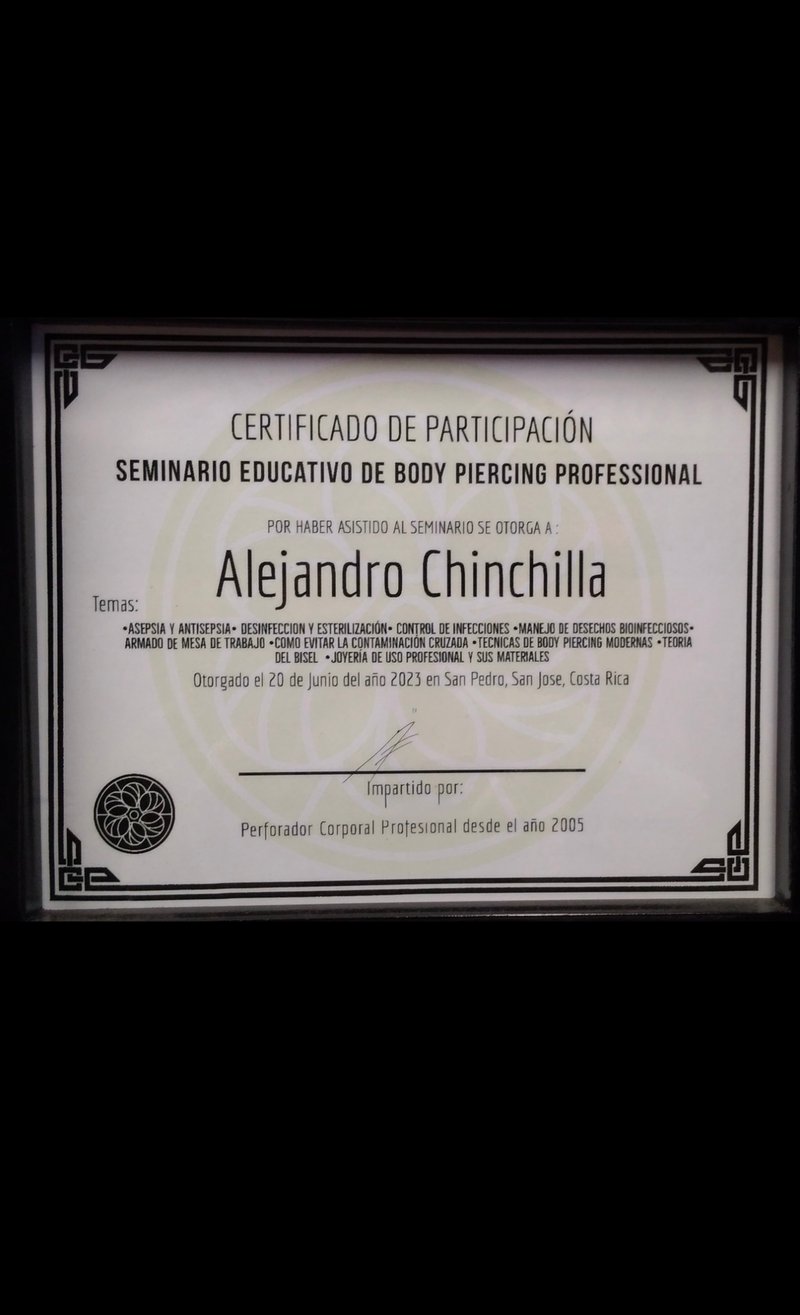 CERTIFICADO DE PARTICIPACIÓN
SEMINARIO EDUCATIVO DE BODY PIERCING PROFESSIONAL
POR HABER ASISTIDO AL SEMINARIO SE OTORGA A :
Alejandro Chinchilla
Temas:
•ASEPSIA Y ANTISEPSIA• DESINFECCION Y ESTERILIZACIÓN• CONTROL DE INFECCIONES •MANEJO DE DESECHOS BIOINFECCIOSOS•
ARMADO DE MESA DE TRABAJO •COMO EVITAR LA CONTAMINACIÓN CRUZADA •TECNICAS DE BODY PIERCING MODERNAS •TEORIA
DEL BISEL •JOYERÍA DE USO PROFESIONAL Y SUS MATERIALES
Otorgado el 20 de Junio del año 2023 en San Pedro, San Jose, Costa Rica
Impartido por:
Perforador Corporal Profesional desde el año 2005